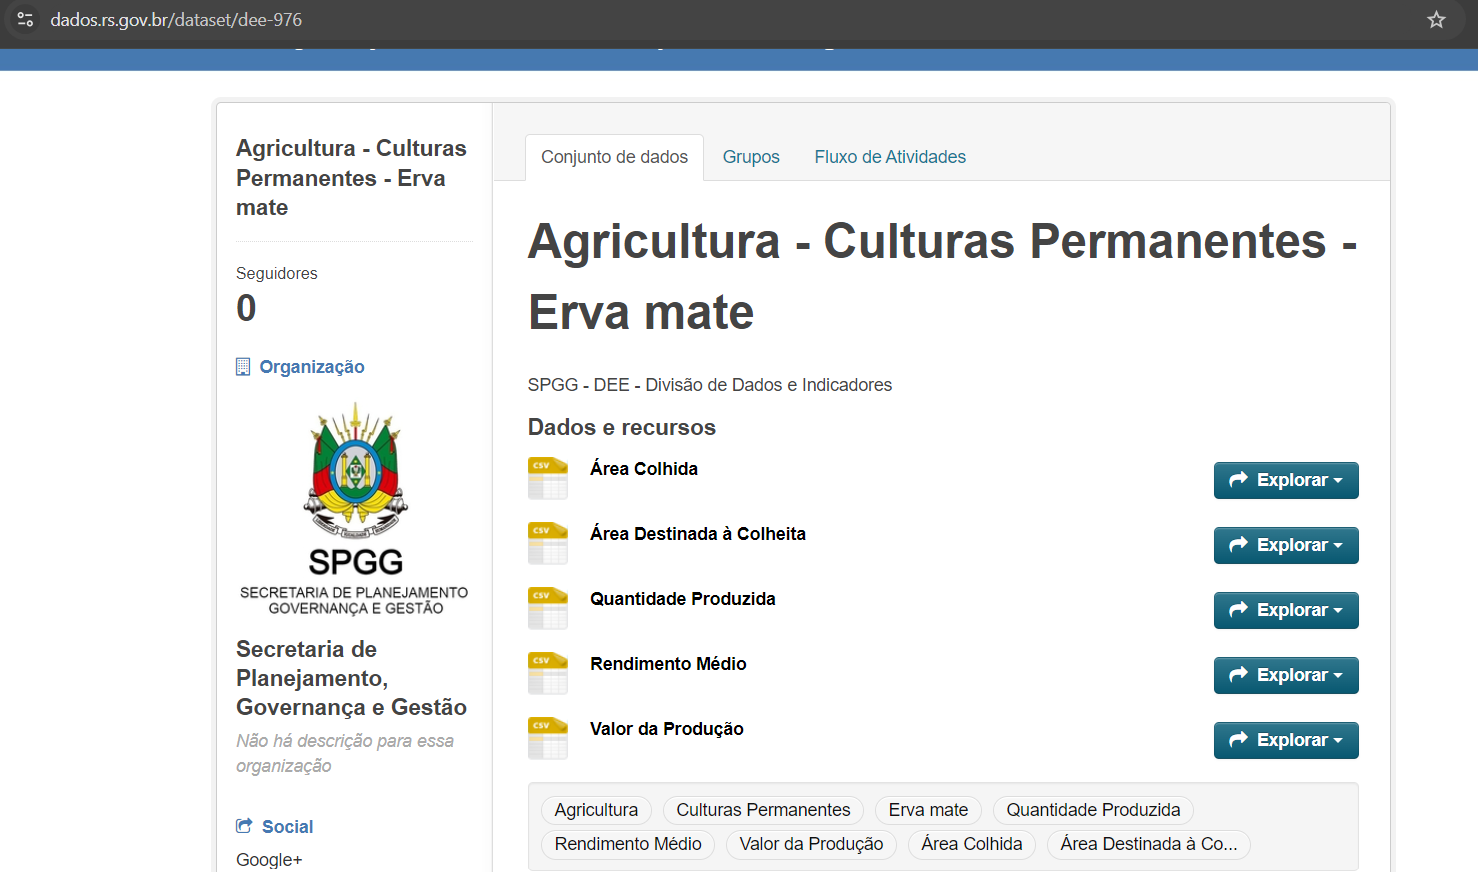 dados.rs.gov.br/dataset/dee-976
Agricultura - Culturas
Permanentes - Erva
mate
Seguidores
0
Organização
SPGG
SECRETARIA DE PLANEJAMENTO
GOVERNANÇA E GESTÃO
Secretaria de
Planejamento,
Governança e Gestão
Não há descrição para essa
organização
Social
Google+
Conjunto de dados
Grupos
Fluxo de Atividades
Agricultura - Culturas Permanentes -
Erva mate
SPGG - DEE - Divisão de Dados e Indicadores
Dados e recursos
CSV Área Colhida Explorar
CSV Área Destinada à Colheita Explorar
CSV Quantidade Produzida Explorar
CSV Rendimento Médio Explorar
CSV Valor da Produção Explorar
Agricultura Culturas Permanentes Erva mate Quantidade Produzida
Rendimento Médio Valor da Produção Área Colhida Área Destinada à Co...